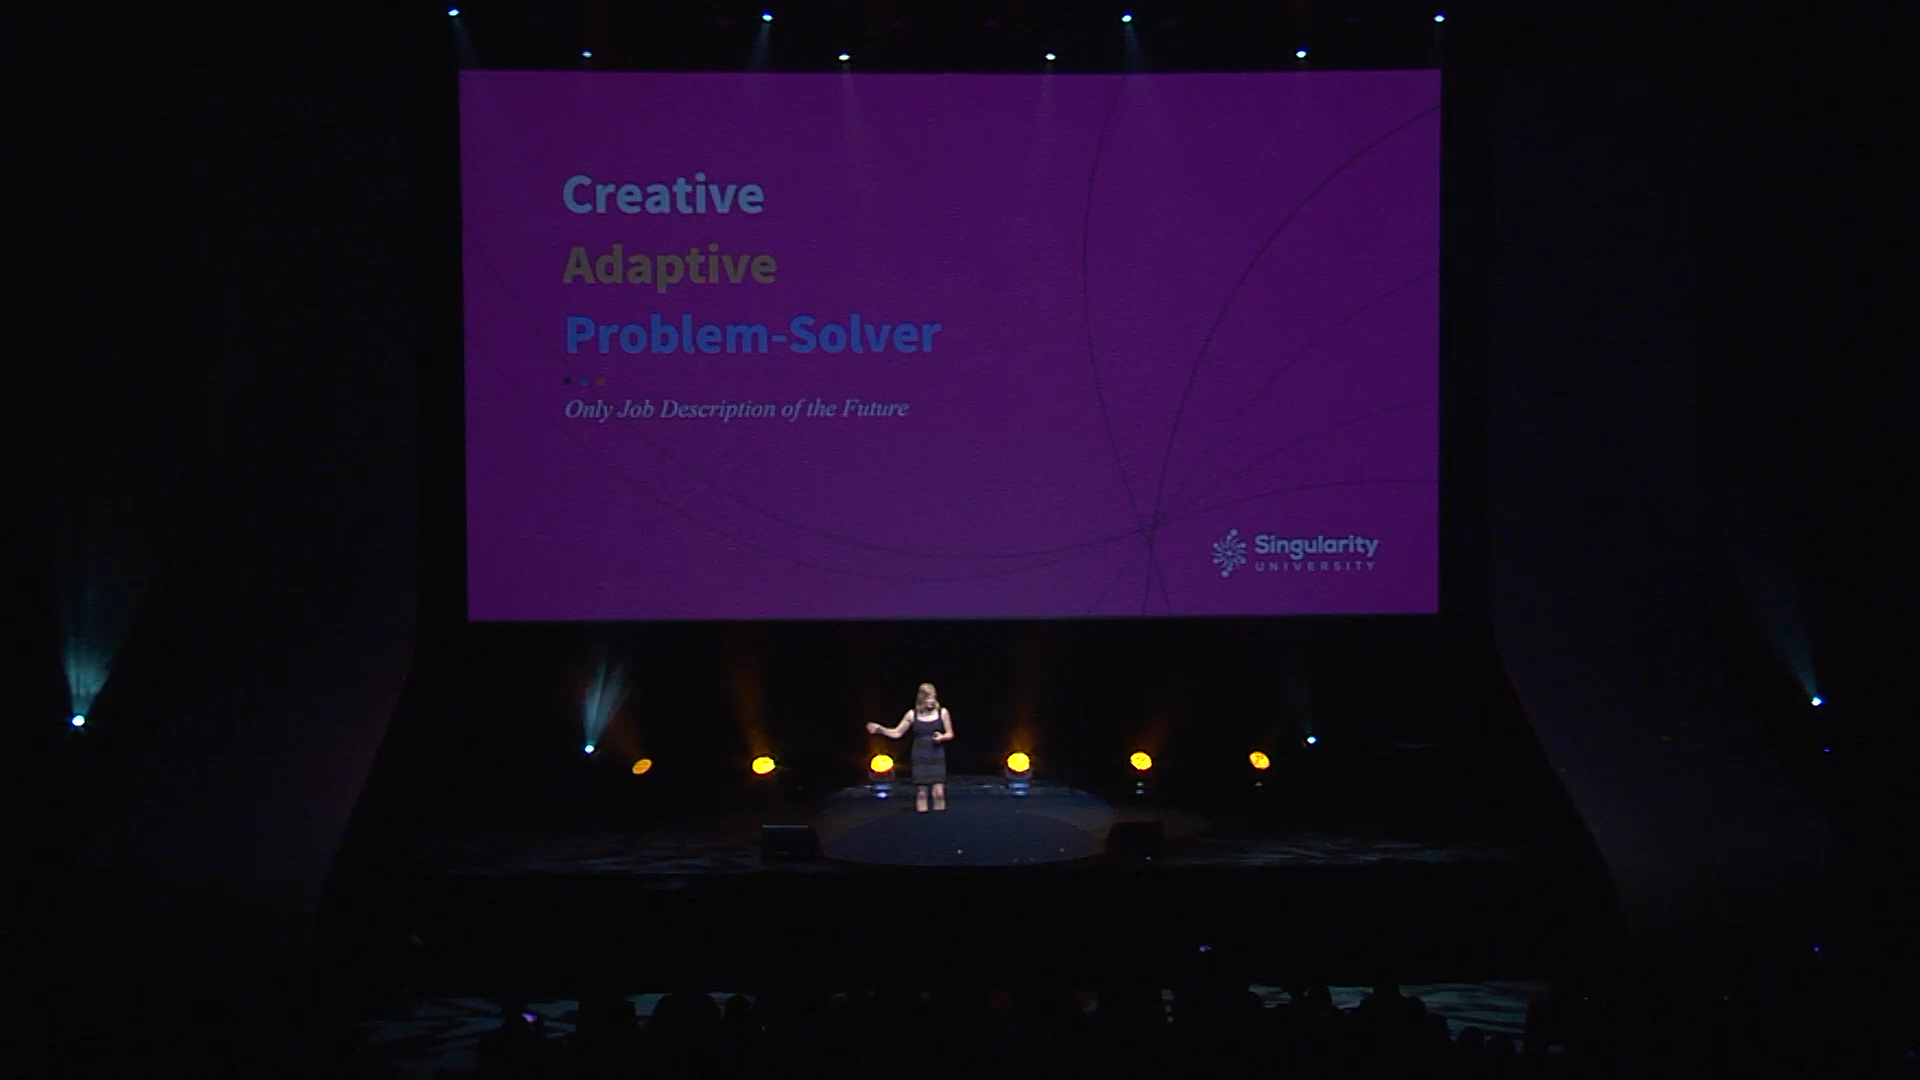 Creative
Adaptive
Problem-Solver
Only Job Description of the Future
Singularity
UNIVERSITY